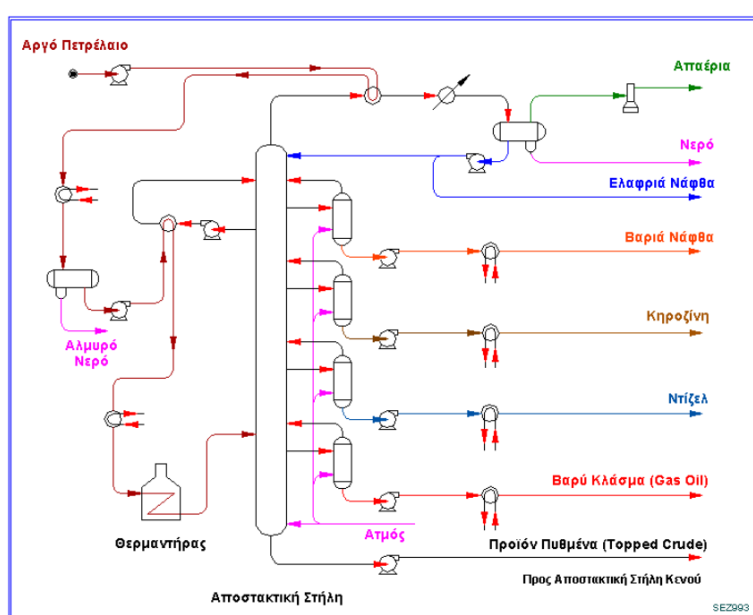 Αργό Πετρέλαιο
Απαέρια
Νερό
Ελαφριά Νάφθα
Βαριά Νάφθα
Κηροζίνη
Αλμυρό
Νερό
Ντίζελ
Βαρύ Κλάσμα (Gas Oil)
Ατμός
Θερμαντήρας
Προϊόν Πυθμένα (Topped Crude)
Προς Αποστακτική Στήλη Κενού
Αποστακτική Στήλη
SEZ993